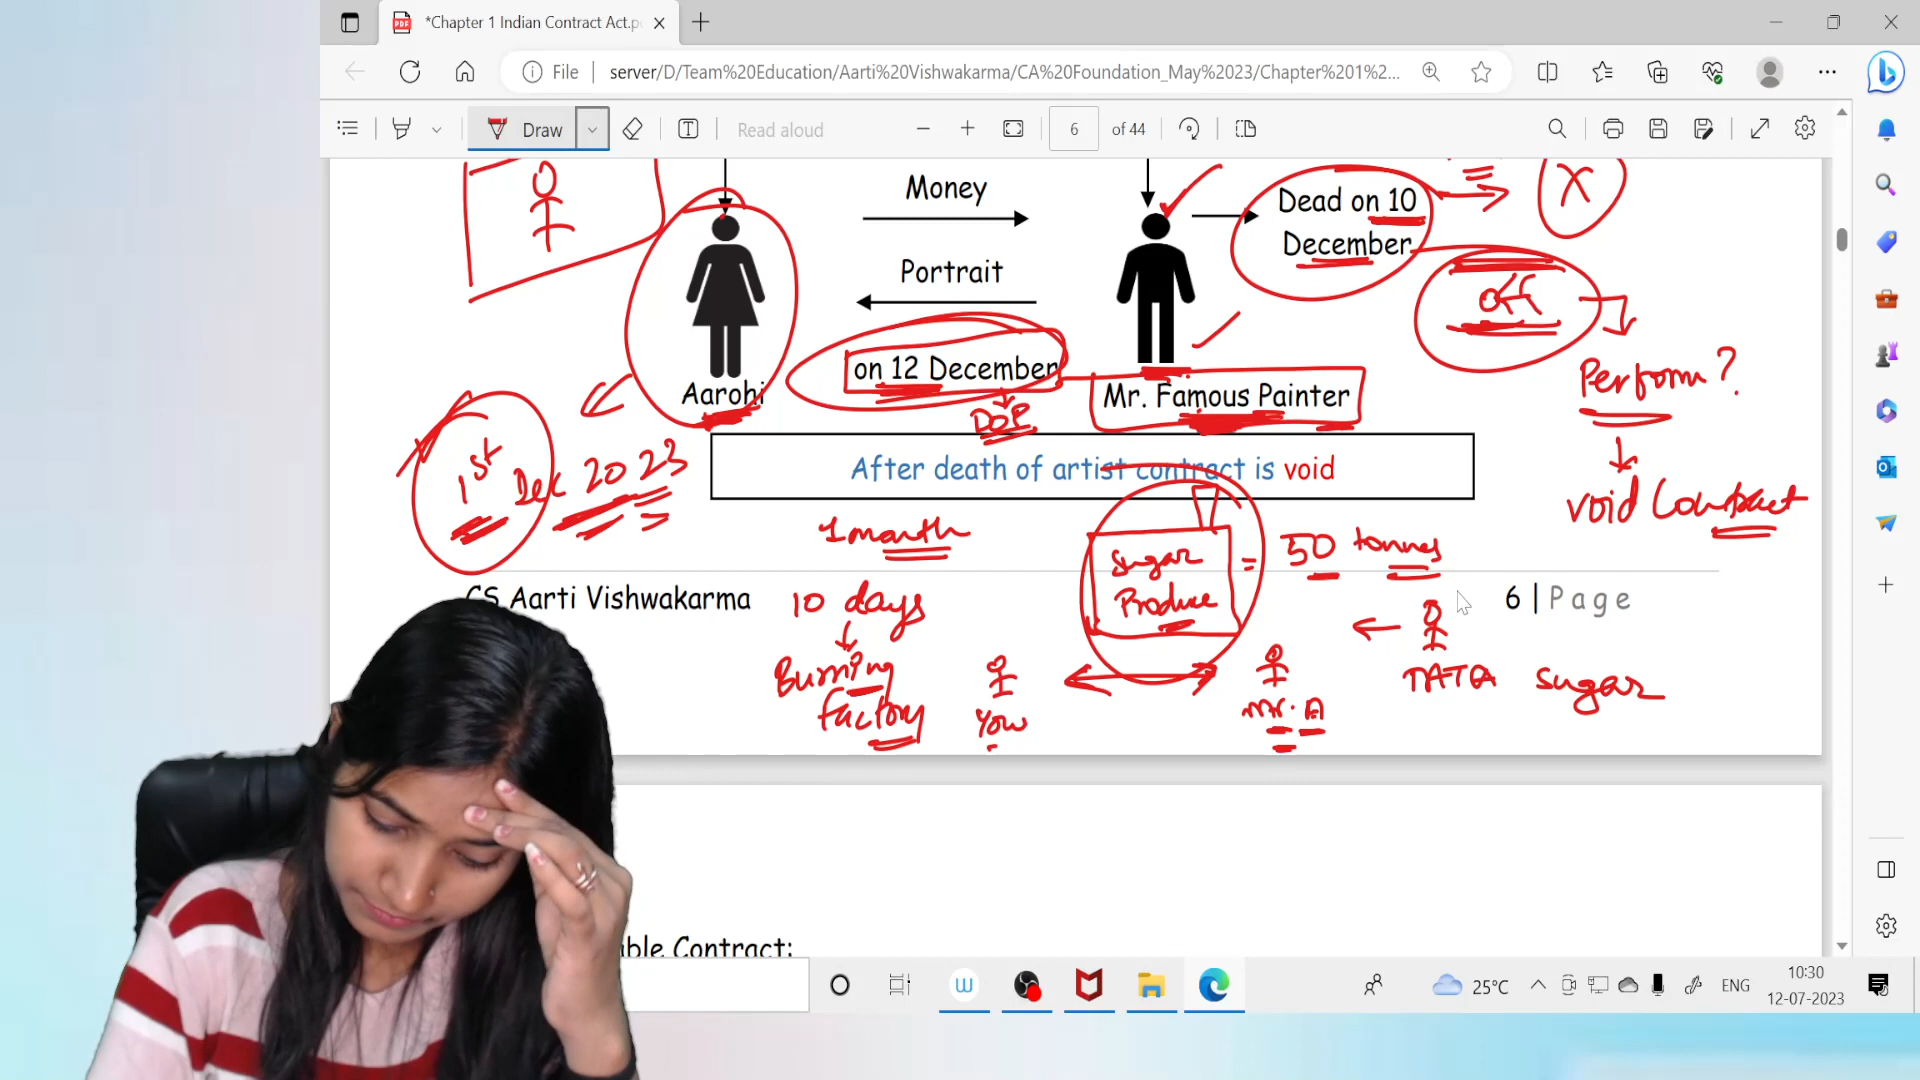 *Chapter 1 Indian Contract Act.p
File
server/D/Team%20Education/Aarti%20Vishwakarma/CA%20Foundation_May%2023/Chapter%201%2...
Draw
Read aloud
6
of 44
Money
Dead on 10
December
X
Portrait
off
on 12 December
DOP
Aarohi
Mr. Famous Painter
Perform?
1st Dec 2023
After death of artist contract is void
void Contract
1 month
Sugar
Produce
= 50 tonnes
CS Aarti Vishwakarma
6 | Page
10 days
Burning
factory
You
Mr. A
TATA Sugar
ble Contract:
25°C
ENG
10:30
12-07-2023